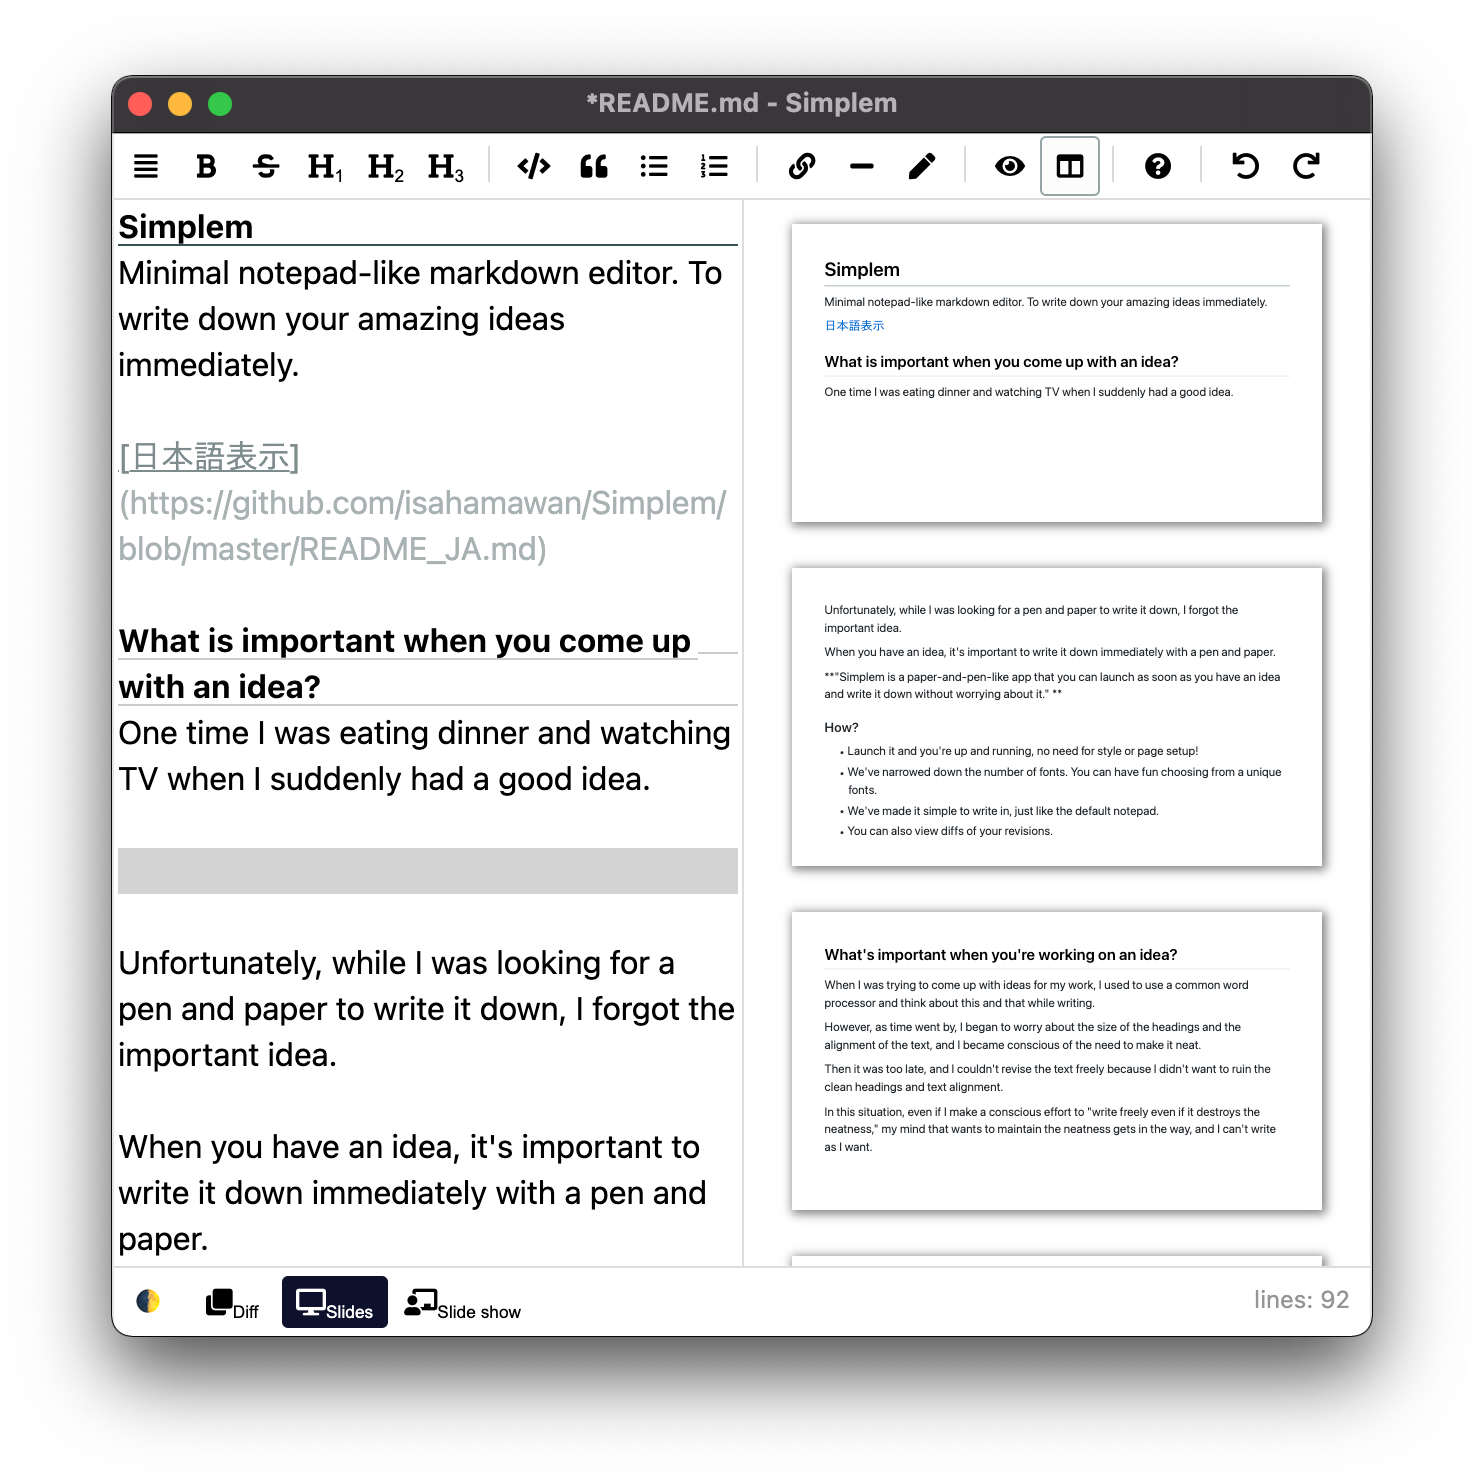 *README.md - Simplem
B S H1 H2 H3
Simplem
Minimal notepad-like markdown editor. To
write down your amazing ideas
immediately.
[日本語表示]
(https://github.com/isahamawan/Simplem/
blob/master/README_JA.md)
What is important when you come up
with an idea?
One time I was eating dinner and watching
TV when I suddenly had a good idea.
Unfortunately, while I was looking for a
pen and paper to write it down, I forgot the
important idea.
When you have an idea, it's important to
write it down immediately with a pen and
paper.
Simplem
Minimal notepad-like markdown editor. To write down your amazing ideas immediately.
日本語表示
What is important when you come up with an idea?
One time I was eating dinner and watching TV when I suddenly had a good idea.
Unfortunately, while I was looking for a pen and paper to write it down, I forgot the
important idea.
When you have an idea, it's important to write it down immediately with a pen and paper.
**"Simplem is a paper-and-pen-like app that you can launch as soon as you have an idea
and write it down without worrying about it." **
How?
• Launch it and you're up and running, no need for style or page setup!
• We've narrowed down the number of fonts. You can have fun choosing from a unique
fonts.
• We've made it simple to write in, just like the default notepad.
• You can also view diffs of your revisions.
What's important when you're working on an idea?
When I was trying to come up with ideas for my work, I used to use a common word
processor and think about this and that while writing.
However, as time went by, I began to worry about the size of the headings and the
alignment of the text, and I became conscious of the need to make it neat.
Then it was too late, and I couldn't revise the text freely because I didn't want to ruin the
clean headings and text alignment.
In this situation, even if I make a conscious effort to "write freely even if it destroys the
neatness," my mind that wants to maintain the neatness gets in the way, and I can't write
as I want.
Diff
Slides
Slide show
lines: 92